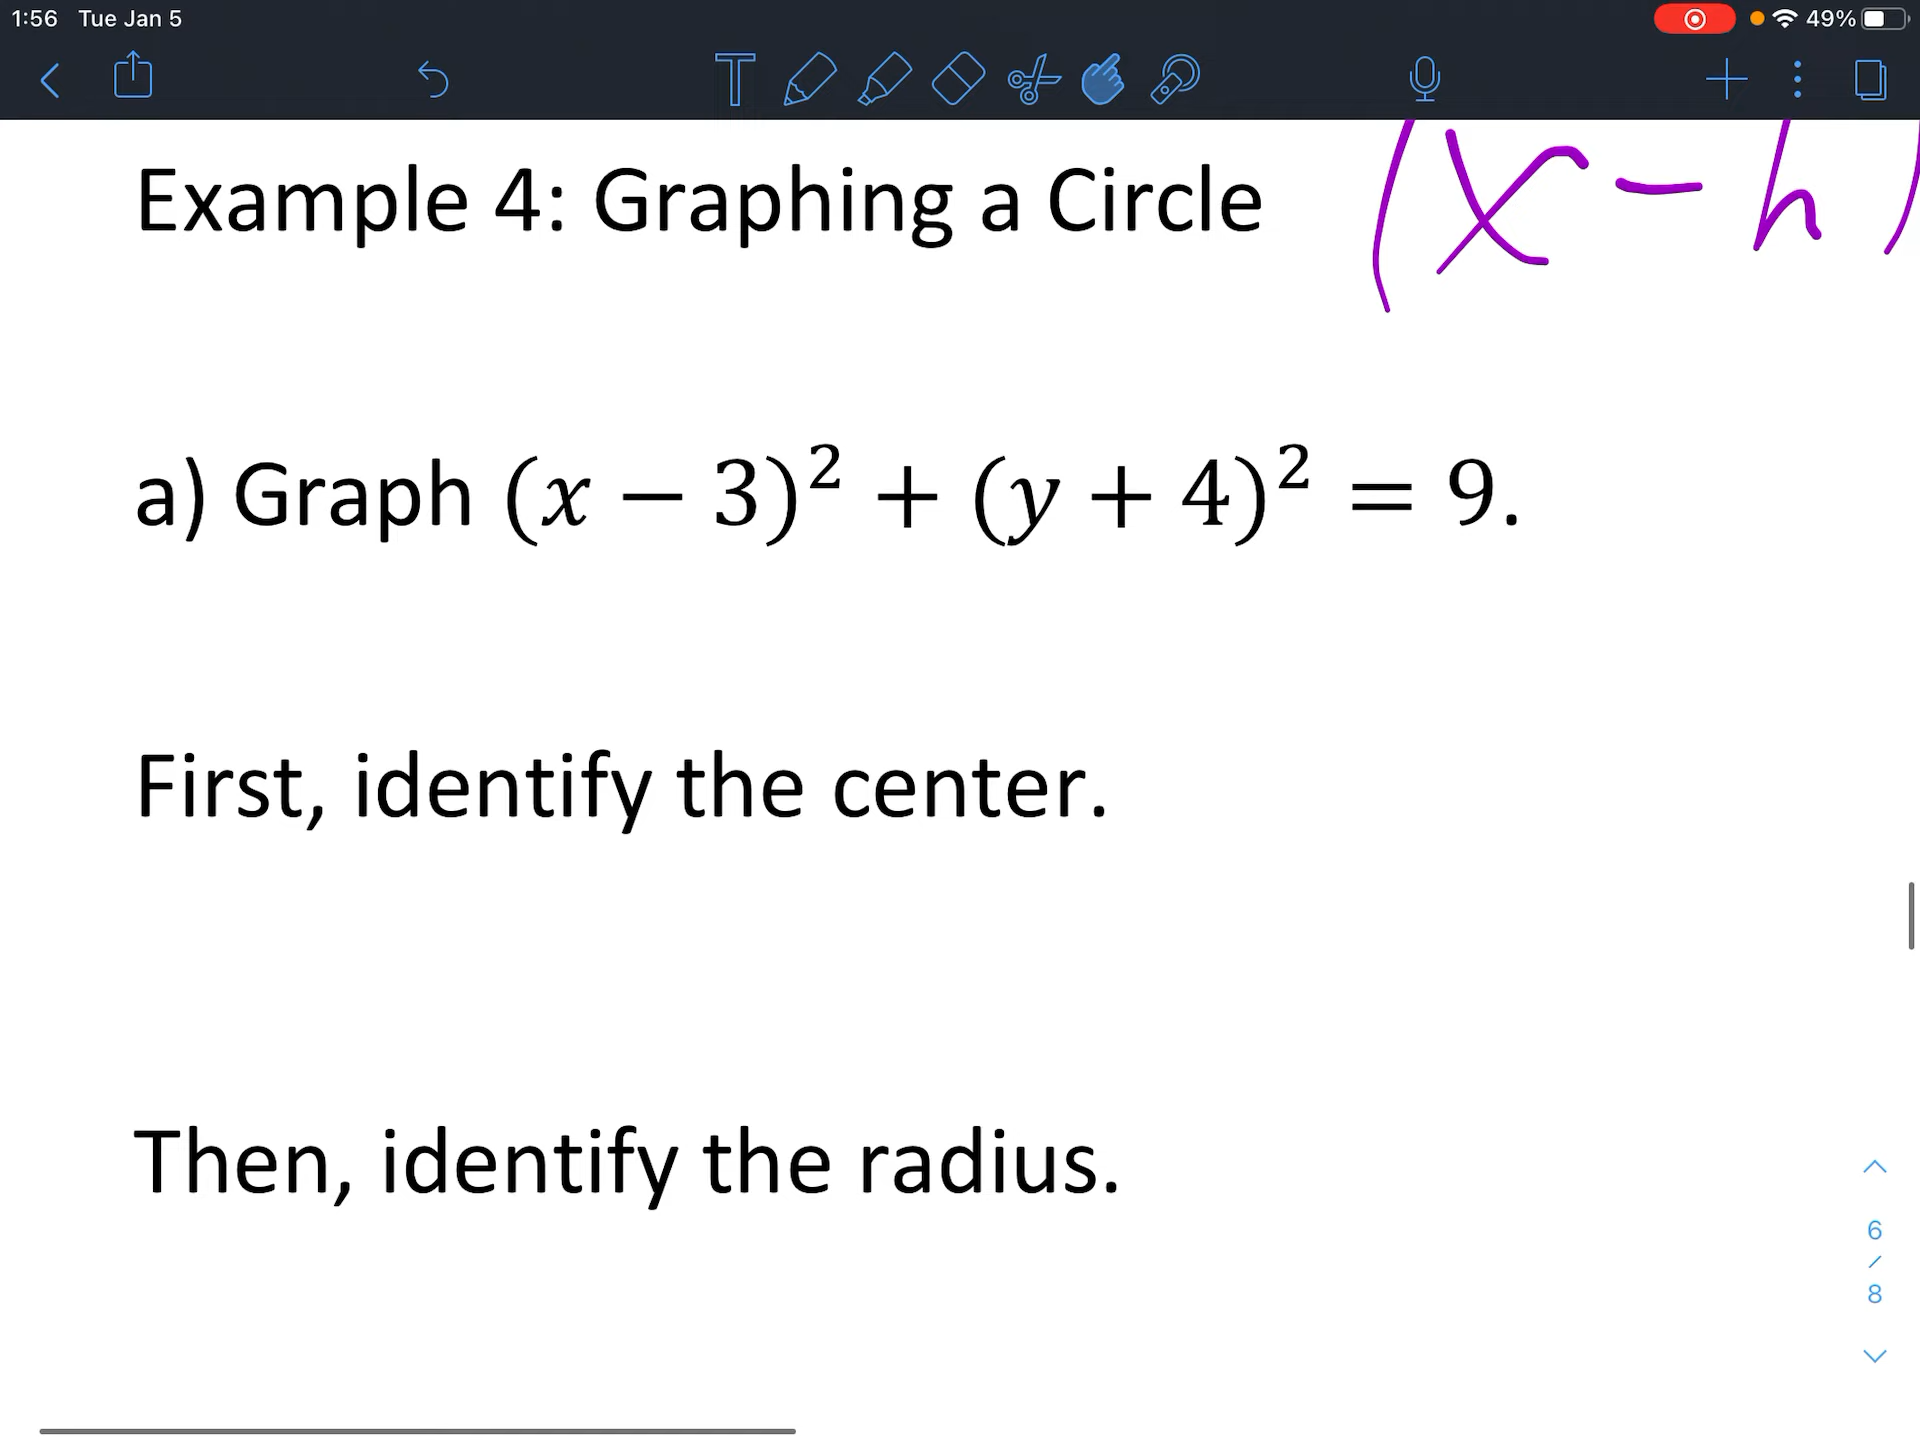 1:56 Tue Jan 5 49%
T
Example 4: Graphing a Circle (x-h)
a) Graph (x − 3)² + (y + 4)² = 9.
First, identify the center.
Then, identify the radius.
6
/
8